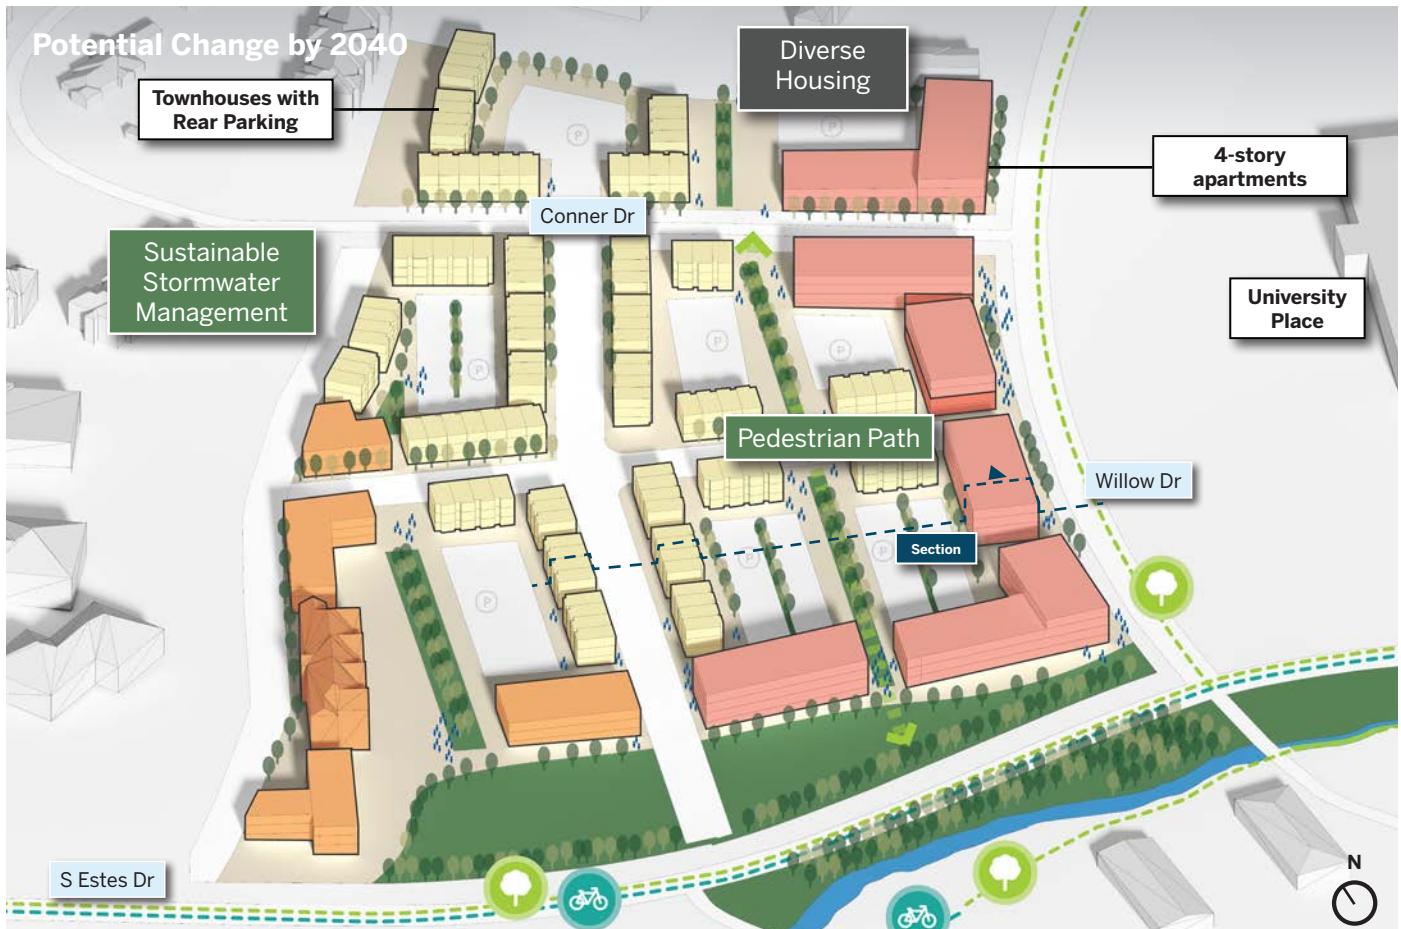 Potential Change by 2040
Diverse
Housing
Townhouses with
Rear Parking
4-story
apartments
Conner Dr
Sustainable
Stormwater
Management
University
Place
Pedestrian Path
Willow Dr
Section
S Estes Dr
N
P
P
P
P
P
P
P
P